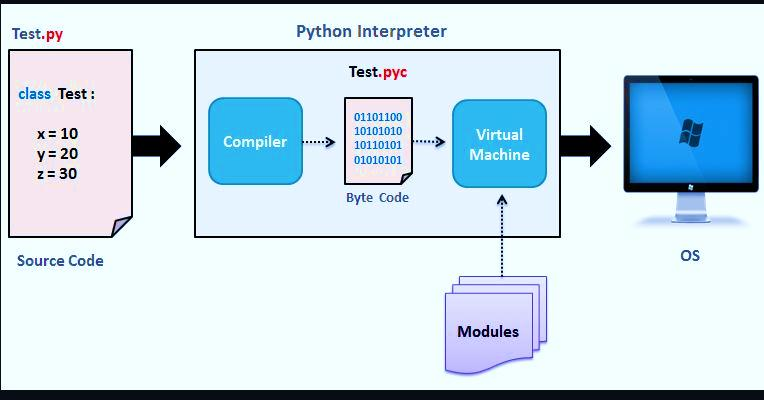 Test.py
Python Interpreter
class Test :
x = 10
y = 20
z = 30
Source Code
Test.pyc
Compiler
01101100
10101010
10110101
01010101
Byte Code
Virtual
Machine
Modules
OS